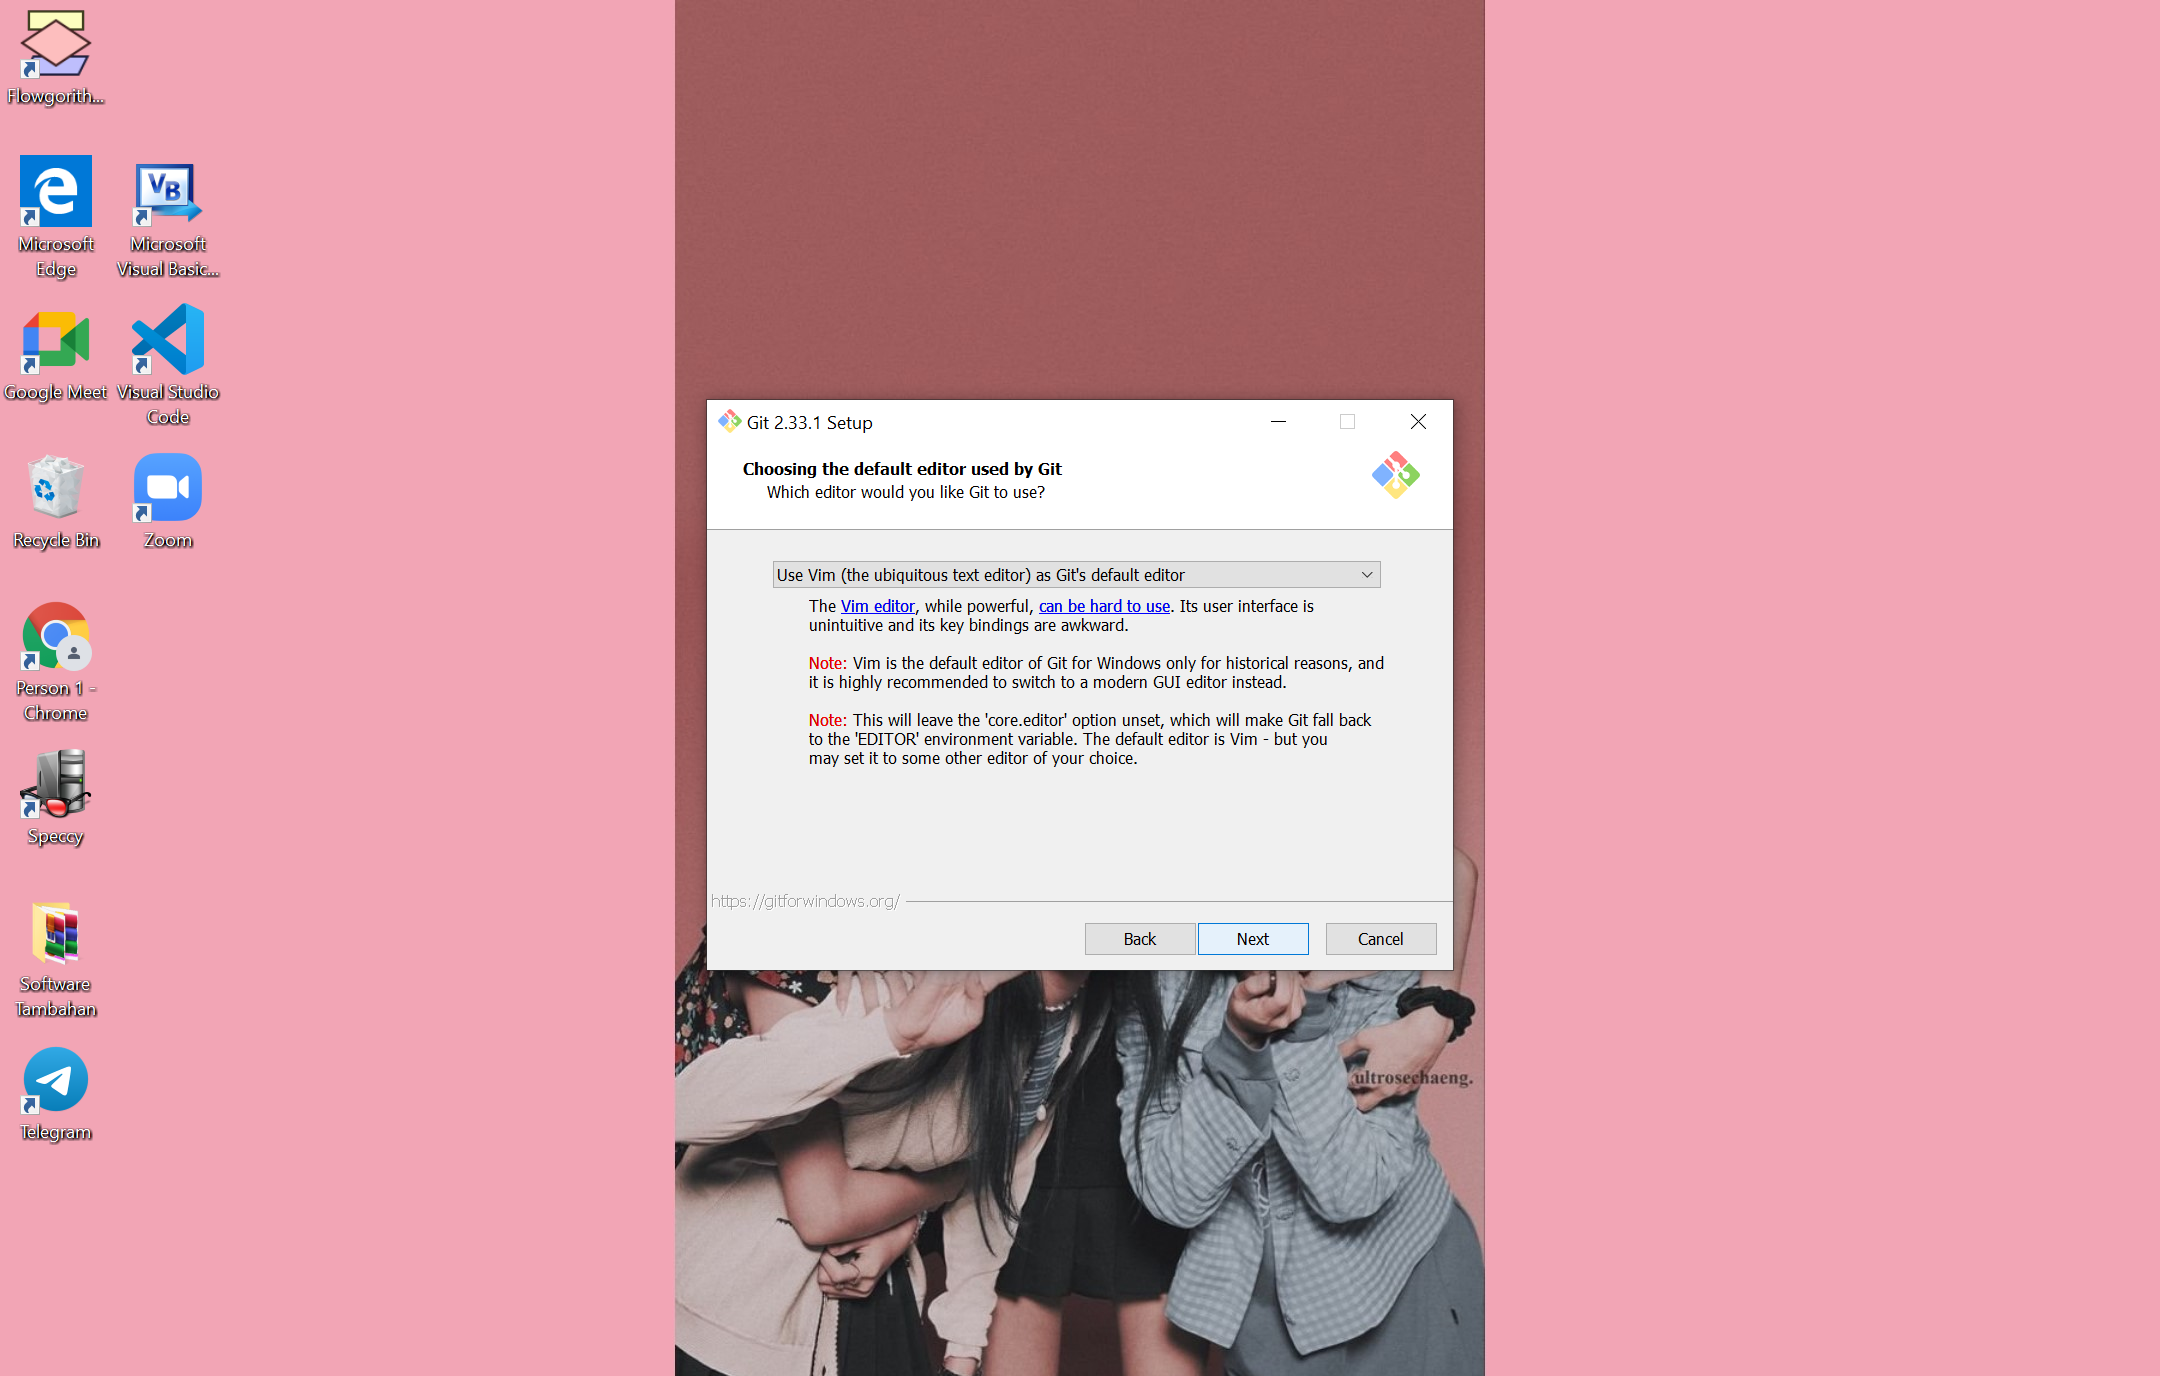 Flowgorith...
Microsoft
Edge
Microsoft
Visual Basic...
Google Meet
Visual Studio
Code
Recycle Bin
Zoom
Person 1 -
Chrome
Speccy
Software
Tambahan
Telegram
Git 2.33.1 Setup
Choosing the default editor used by Git
Which editor would you like Git to use?
Use Vim (the ubiquitous text editor) as Git's default editor
The Vim editor, while powerful, can be hard to use. Its user interface is
unintuitive and its key bindings are awkward.
Note: Vim is the default editor of Git for Windows only for historical reasons, and
it is highly recommended to switch to a modern GUI editor instead.
Note: This will leave the 'core.editor' option unset, which will make Git fall back
to the 'EDITOR' environment variable. The default editor is Vim - but you
may set it to some other editor of your choice.
https://gitforwindows.org/
Back
Next
Cancel
ultrosechaeng.